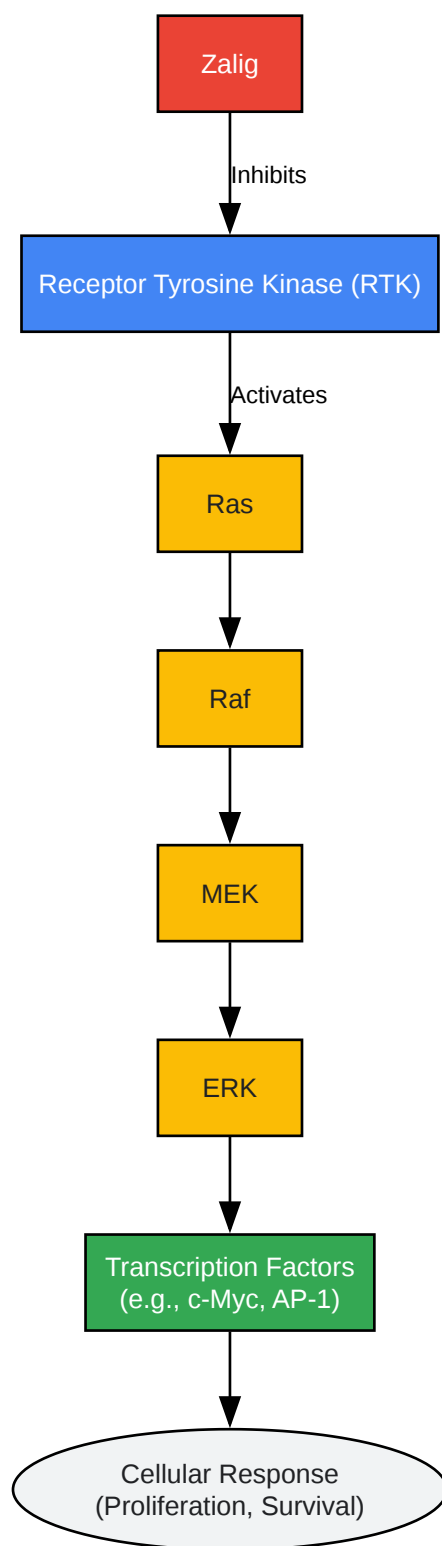 Zalig
Inhibits
Receptor Tyrosine Kinase (RTK)
Activates
Ras
Raf
MEK
ERK
Transcription Factors
(e.g., c-Myc, AP-1)
Cellular Response
(Proliferation, Survival)